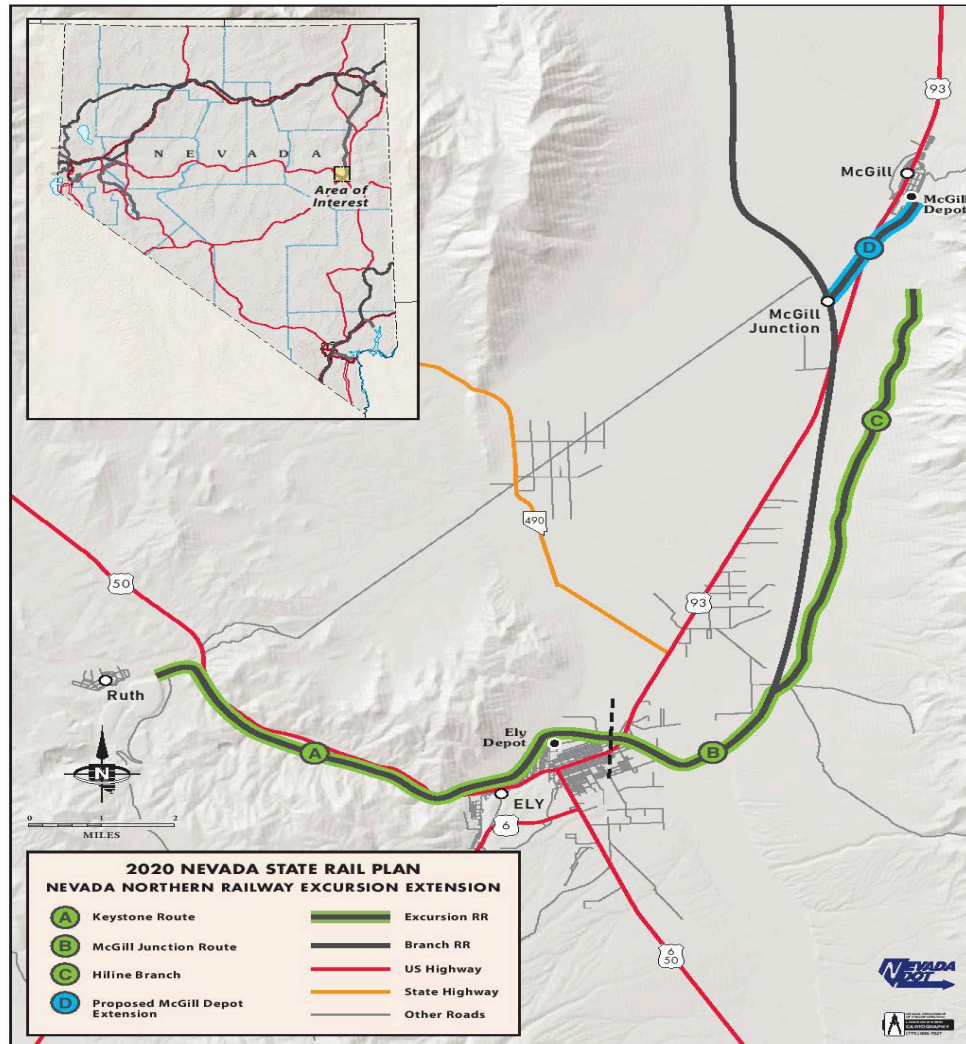 N E V A D A
Area of
Interest
93
McGill
McGill
Depot
D
McGill
Junction
C
490
50
93
Ruth
Ely
Depot
A
B
N
ELY
6
0 1 2
MILES
6
50
2020 NEVADA STATE RAIL PLAN
NEVADA NORTHERN RAILWAY EXCURSION EXTENSION
A Keystone Route
B McGill Junction Route
C Hiline Branch
D Proposed McGill Depot
Extension
Excursion RR
Branch RR
US Highway
State Highway
Other Roads
NEVADA
DOT
CARTOGRAPHY